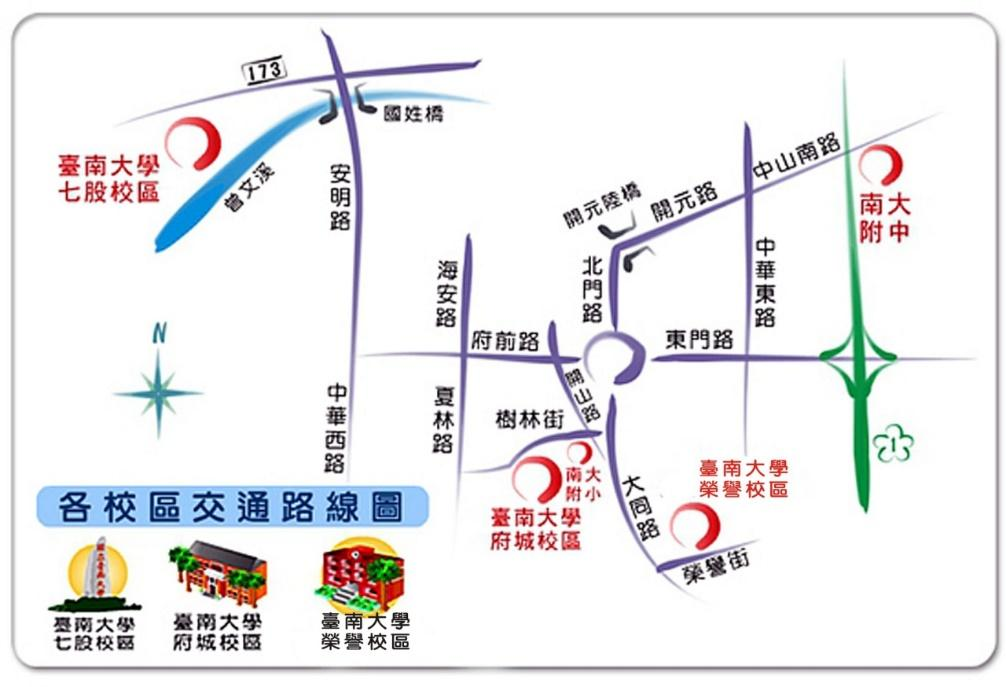 173
國姓橋
臺南大學
七股校區
曾文溪
安明路
中山南路
開元路
開元陸橋
南大
附中
北門路
中華東路
海安路
府前路
東門路
開山路
N
中華西路
夏林路
樹林街
1
南大
附小
臺南大學
府城校區
大同路
臺南大學
榮譽校區
榮譽街
各校區交通路線圖
臺南大學
七股校區
臺南大學
府城校區
臺南大學
榮譽校區